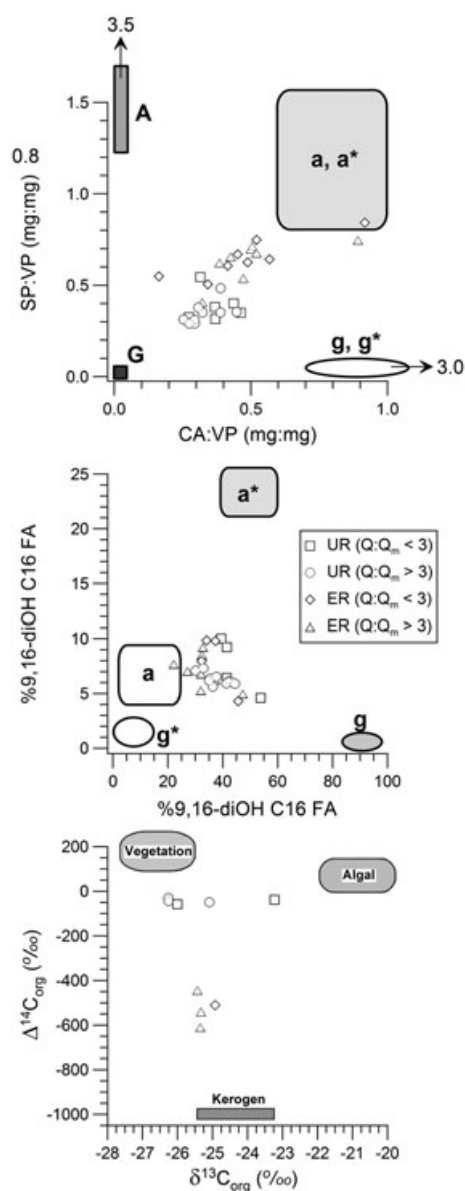 3.5
A
a, a*
G
g, g*
3.0
1.5
1.0
0.5
0.0
0.8
SP:VP (mg:mg)
0.0
0.5
1.0
CA:VP (mg:mg)
25
20
15
10
5
0
%9,16-diOH C16 FA
a*
a
g*
g
UR (Q:Qm < 3)
UR (Q:Qm > 3)
ER (Q:Qm < 3)
ER (Q:Qm > 3)
0 20 40 60 80 100
%9,16-diOH C16 FA
200
0
-200
-400
-600
-800
-1000
Δ¹⁴Corg (º/oo)
Vegetation
Algal
Kerogen
-28 -27 -26 -25 -24 -23 -22 -21 -20
δ¹³Corg (º/oo)